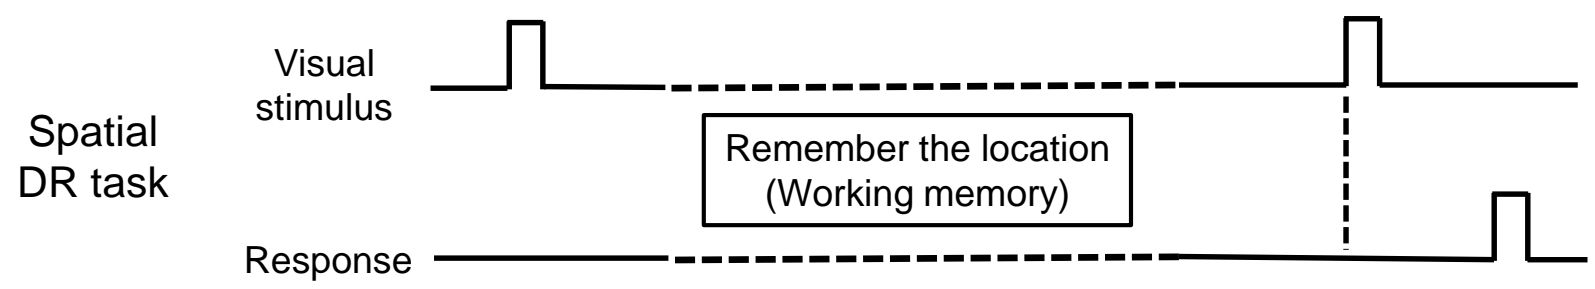 Visual
stimulus
Spatial
DR task
Remember the location
(Working memory)
Response